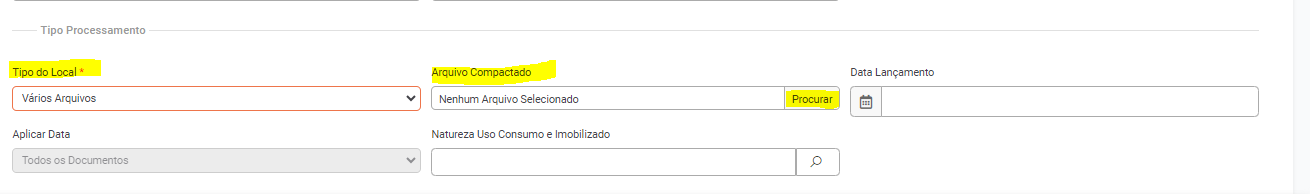 Tipo Processamento
Tipo do Local *
Arquivo Compactado
Data Lançamento
Vários Arquivos
Nenhum Arquivo Selecionado
Procurar
Aplicar Data
Natureza Uso Consumo e Imobilizado
Todos os Documentos